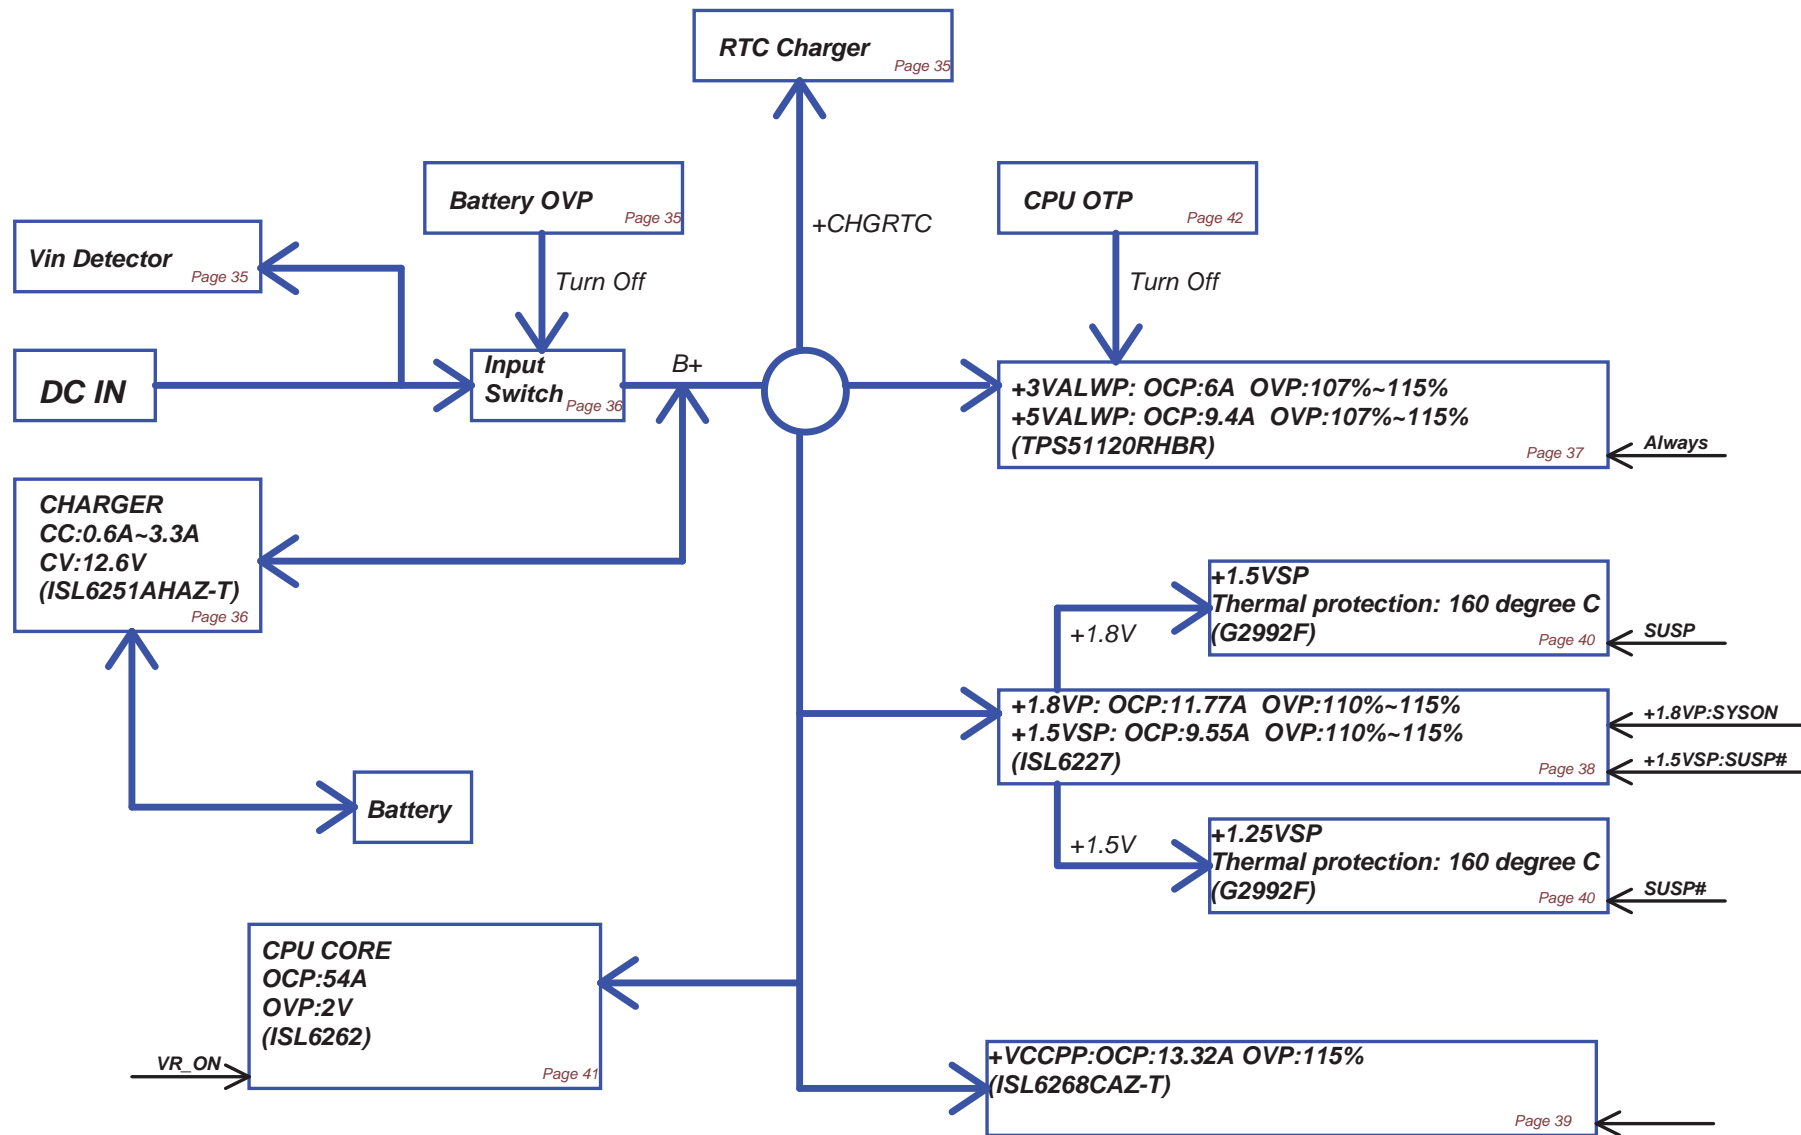 RTC Charger
Page 35
Battery OVP
Page 35
CPU OTP
Page 42
+CHGRTC
Vin Detector
Page 35
Turn Off
Turn Off
DC IN
Input
Switch
Page 36
B+
+3VALWP: OCP:6A OVP:107%~115%
+5VALWP: OCP:9.4A OVP:107%~115%
(TPS51120RHBR)
Page 37
Always
CHARGER
CC:0.6A~3.3A
CV:12.6V
(ISL6251AHAZ-T)
Page 36
+1.5VSP
Thermal protection: 160 degree C
(G2992F)
Page 40
SUSP
+1.8V
+1.8VP: OCP:11.77A OVP:110%~115%
+1.5VSP: OCP:9.55A OVP:110%~115%
(ISL6227)
Page 38
+1.8VP:SYSON
+1.5VSP:SUSP#
Battery
+1.5V
+1.25VSP
Thermal protection: 160 degree C
(G2992F)
Page 40
SUSP#
CPU CORE
OCP:54A
OVP:2V
(ISL6262)
Page 41
VR_ON
+VCCPP:OCP:13.32A OVP:115%
(ISL6268CAZ-T)
Page 39